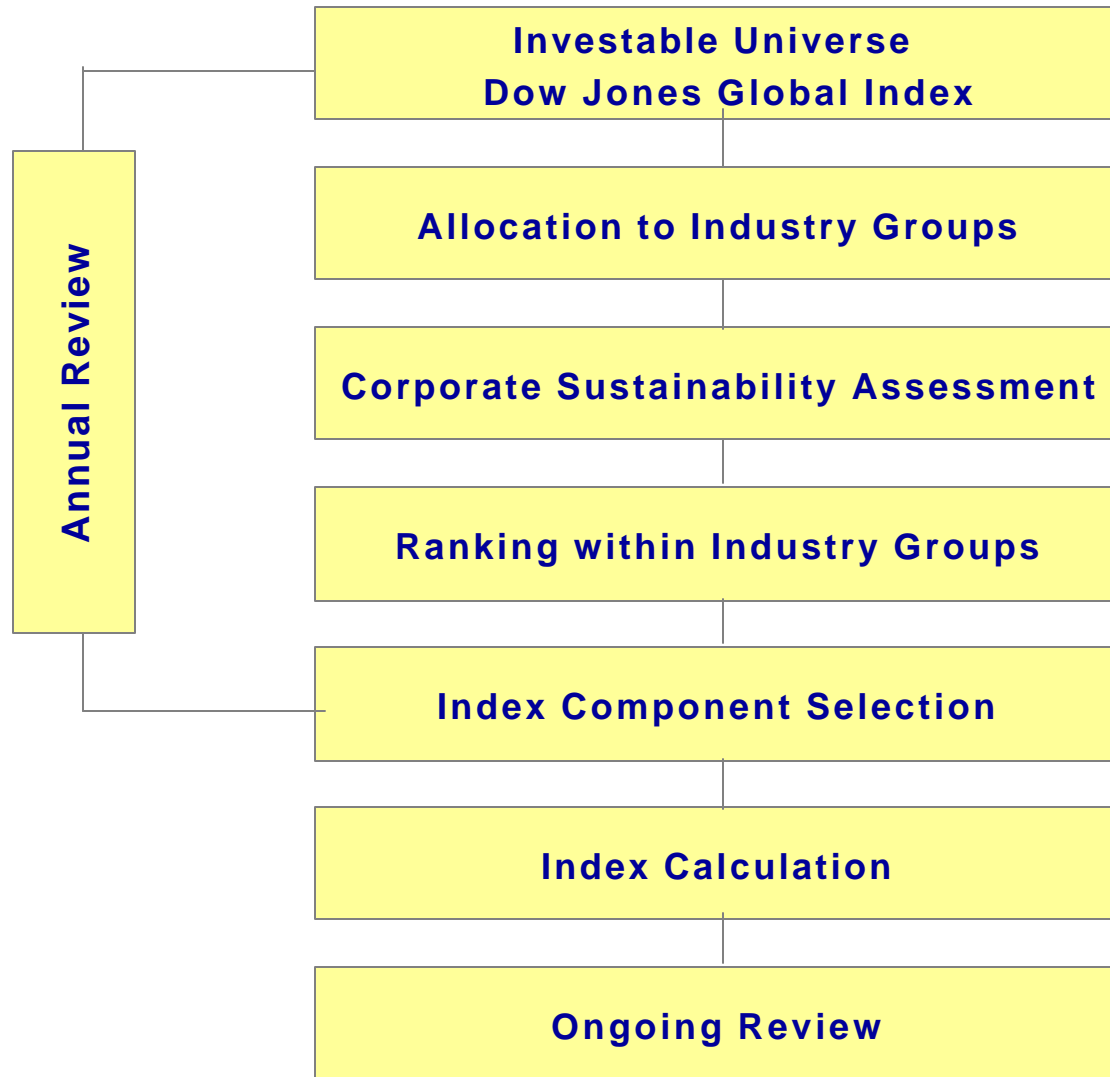 Investable Universe
Dow Jones Global Index
Annual Review
Allocation to Industry Groups
Corporate Sustainability Assessment
Ranking within Industry Groups
Index Component Selection
Index Calculation
Ongoing Review